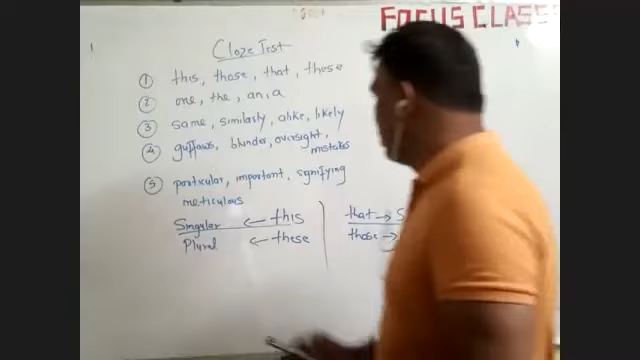 FOCUS CLASS
Cloze Test
① this, those, that, these
② one, the, an, a
③ same, similarly, alike, likely
④ guffaws, blunder, oversight,
mistakes
⑤ particular, important, signifying
meticulous
Singular ← this
Plural ← these
that → S
those →